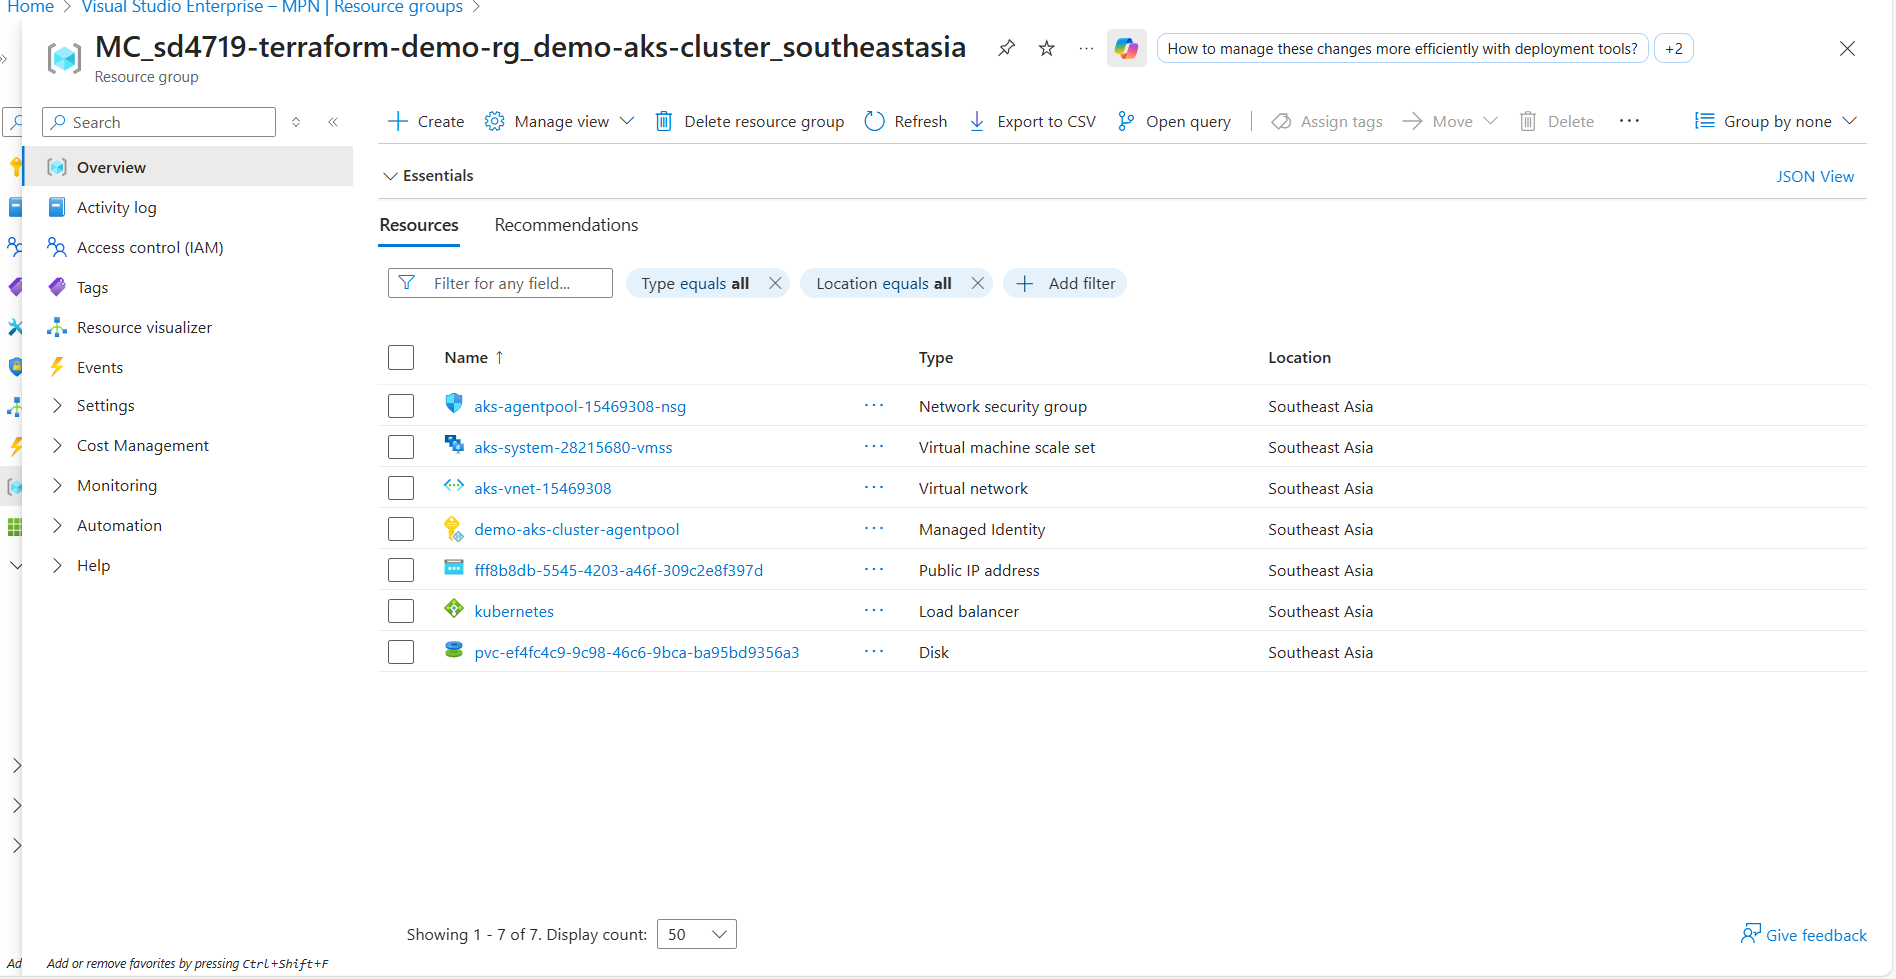 Home > Visual Studio Enterprise – MPN | Resource groups >
MC_sd4719-terraform-demo-rg_demo-aks-cluster_southeastasia
Resource group
How to manage these changes more efficiently with deployment tools?
+2
Search
Create
Manage view
Delete resource group
Refresh
Export to CSV
Open query
Assign tags
Move
Delete
Group by none
Overview
Activity log
Access control (IAM)
Tags
Resource visualizer
Events
Settings
Cost Management
Monitoring
Automation
Help
Essentials
JSON View
Resources
Recommendations
Filter for any field...
Type equals all
Location equals all
Add filter
Name ↑ Type Location
aks-agentpool-15469308-nsg ... Network security group Southeast Asia
aks-system-28215680-vmss ... Virtual machine scale set Southeast Asia
aks-vnet-15469308 ... Virtual network Southeast Asia
demo-aks-cluster-agentpool ... Managed Identity Southeast Asia
fff8b8db-5545-4203-a46f-309c2e8f397d ... Public IP address Southeast Asia
kubernetes ... Load balancer Southeast Asia
pvc-ef4fc4c9-9c98-46c6-9bca-ba95bd9356a3 ... Disk Southeast Asia
Showing 1 - 7 of 7. Display count: 50
Give feedback
Ad
Add or remove favorites by pressing Ctrl+Shift+F